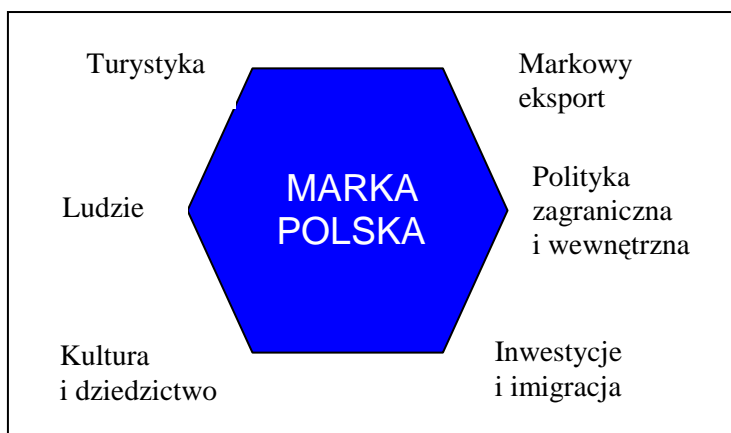 Turystyka
Markowy
eksport
Ludzie
MARKA
POLSKA
Polityka
zagraniczna
i wewnętrzna
Kultura
i dziedzictwo
Inwestycje
i imigracja